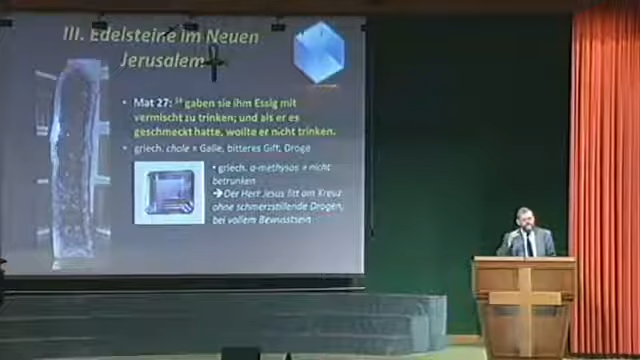 III. Edelsteine im Neuen
Jerusalem
• Mat 27: 34 gaben sie ihm Essig mit
vermischt zu trinken; und als er es
geschmeckt hatte, wollte er nicht trinken.
• griech. chole = Galle, bitteres Gift, Droge
• griech. a-methysos = nicht
betrunken
➔ Der Herr Jesus litt am Kreuz
ohne schmerzstillende Drogen,
bei vollem Bewusstsein